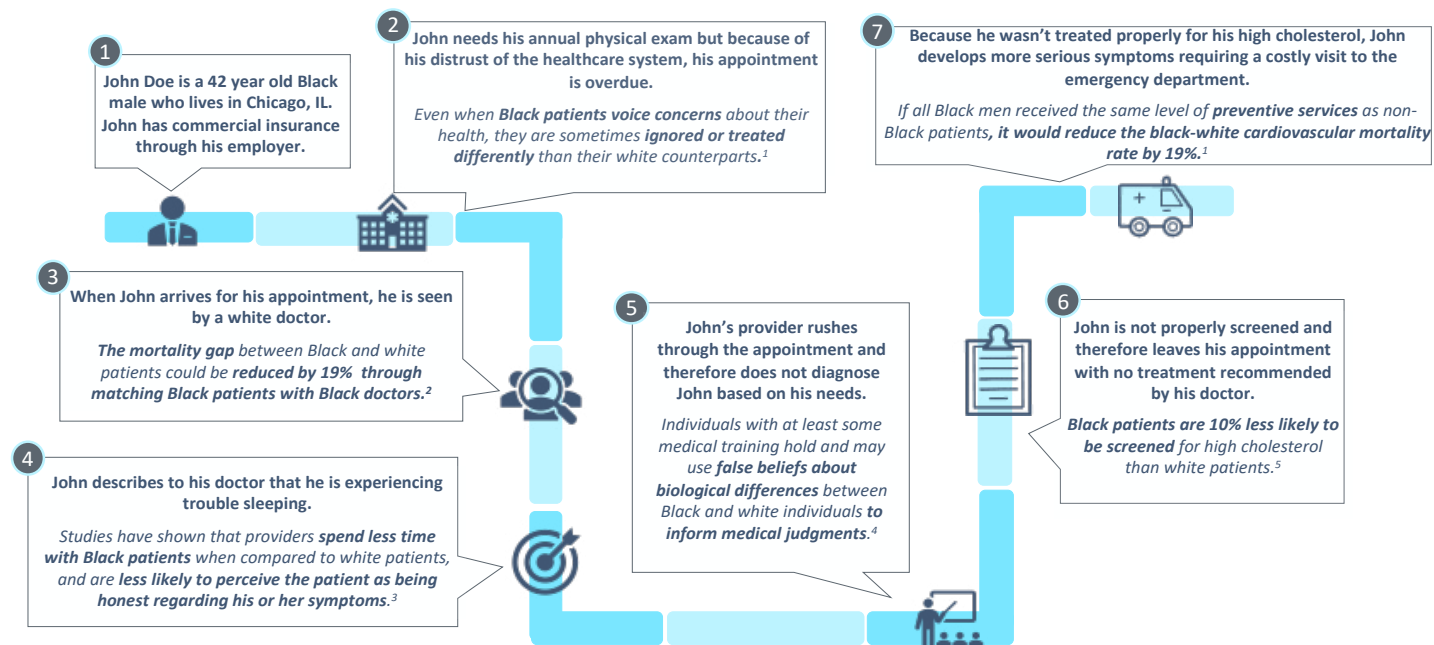 1
John Doe is a 42 year old Black
male who lives in Chicago, IL.
John has commercial insurance
through his employer.
2
John needs his annual physical exam but because of
his distrust of the healthcare system, his appointment
is overdue.
Even when Black patients voice concerns about their
health, they are sometimes ignored or treated
differently than their white counterparts.1
3
When John arrives for his appointment, he is seen
by a white doctor.
The mortality gap between Black and white
patients could be reduced by 19% through
matching Black patients with Black doctors.2
4
John describes to his doctor that he is experiencing
trouble sleeping.
Studies have shown that providers spend less time
with Black patients when compared to white patients,
and are less likely to perceive the patient as being
honest regarding his or her symptoms.3
5
John's provider rushes
through the appointment and
therefore does not diagnose
John based on his needs.
Individuals with at least some
medical training hold and may
use false beliefs about
biological differences between
Black and white individuals to
inform medical judgments.4
6
John is not properly screened and
therefore leaves his appointment
with no treatment recommended
by his doctor.
Black patients are 10% less likely to
be screened for high cholesterol
than white patients.5
7
Because he wasn't treated properly for his high cholesterol, John
develops more serious symptoms requiring a costly visit to the
emergency department.
If all Black men received the same level of preventive services as non-
Black patients, it would reduce the black-white cardiovascular mortality
rate by 19%.1